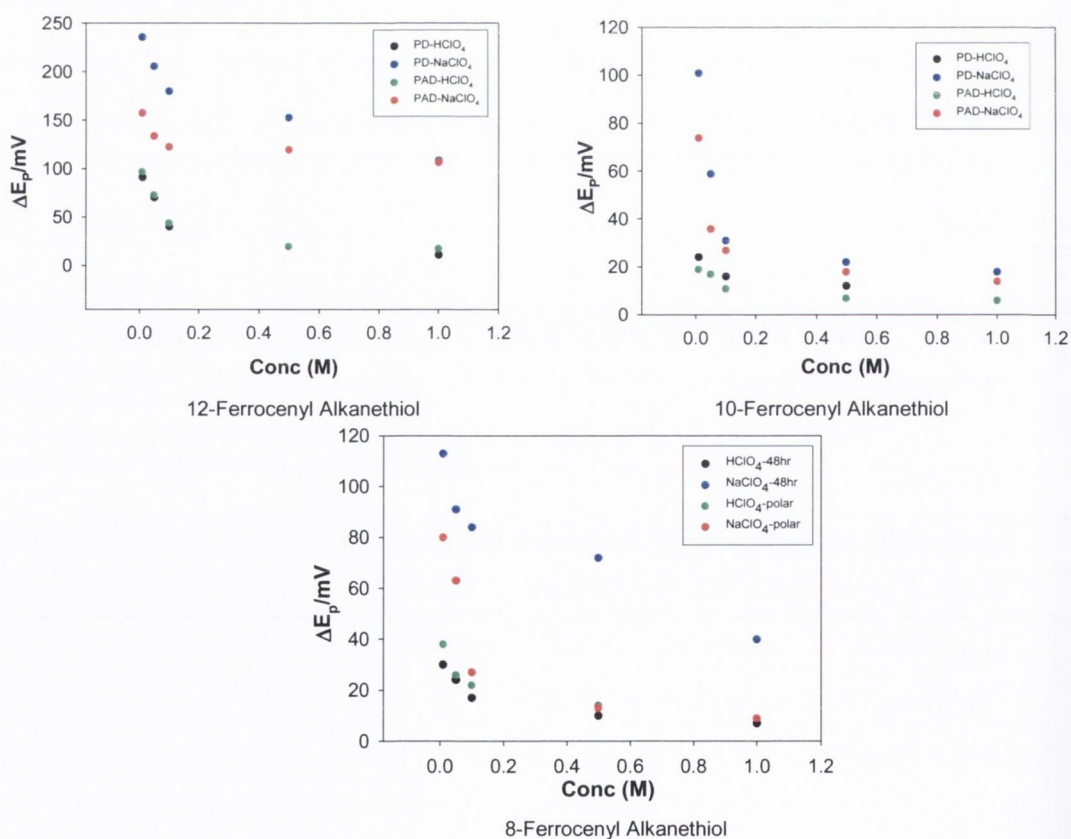 250
200
150
100
50
0
ΔEp/mV
PD-HClO4
PD-NaClO4
PAD-HClO4
PAD-NaClO4
0.0 0.2 0.4 0.6 0.8 1.0 1.2
Conc (M)
12-Ferrocenyl Alkanethiol
120
100
80
60
40
20
0
ΔEp/mV
PD-HClO4
PD-NaClO4
PAD-HClO4
PAD-NaClO4
0.0 0.2 0.4 0.6 0.8 1.0 1.2
Conc (M)
10-Ferrocenyl Alkanethiol
120
100
80
60
40
20
0
ΔEp/mV
HClO4-48hr
NaClO4-48hr
HClO4-polar
NaClO4-polar
0.0 0.2 0.4 0.6 0.8 1.0 1.2
Conc (M)
8-Ferrocenyl Alkanethiol